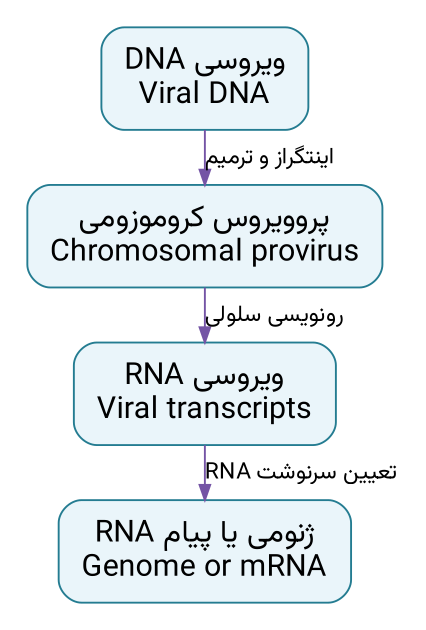 DNA ویروسی
Viral DNA
اینتگراز و ترمیم
پروویروس کروموزومی
Chromosomal provirus
رونویسی سلولی
RNA ویروسی
Viral transcripts
تعیین سرنوشت RNA
RNA ژنومی یا پیام
Genome or mRNA